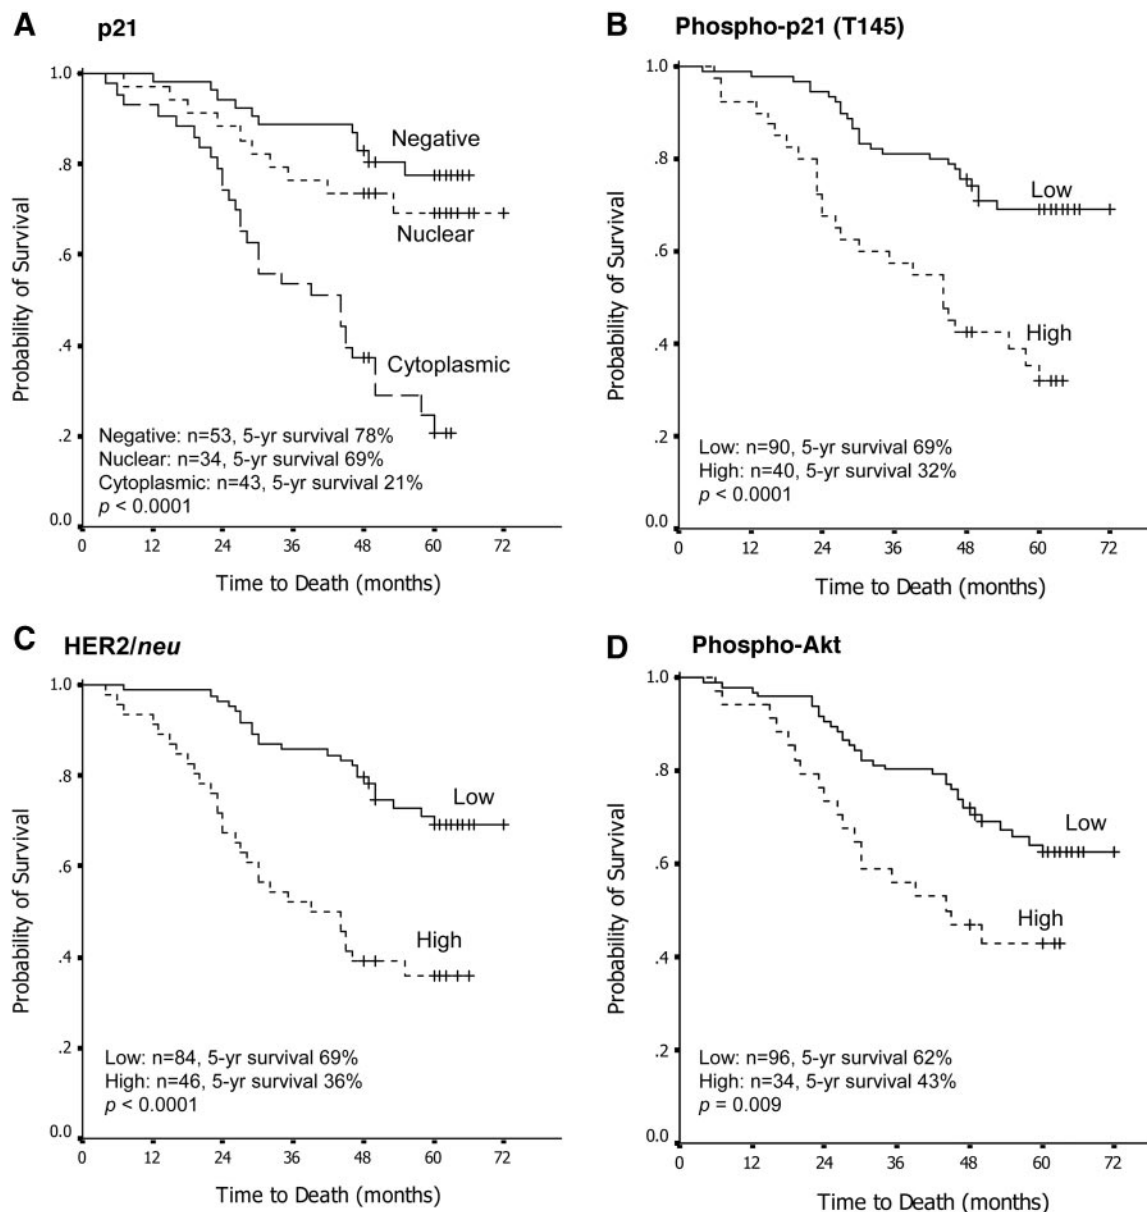 A p21
1.0
.8
.6
.4
.2
0.0
Probability of Survival
Negative
Nuclear
Cytoplasmic
Negative: n=53, 5-yr survival 78%
Nuclear: n=34, 5-yr survival 69%
Cytoplasmic: n=43, 5-yr survival 21%
p < 0.0001
0 12 24 36 48 60 72
Time to Death (months)
B Phospho-p21 (T145)
1.0
.8
.6
.4
.2
0.0
Probability of Survival
Low
High
Low: n=90, 5-yr survival 69%
High: n=40, 5-yr survival 32%
p < 0.0001
0 12 24 36 48 60 72
Time to Death (months)
C HER2/neu
1.0
.8
.6
.4
.2
0.0
Probability of Survival
Low
High
Low: n=84, 5-yr survival 69%
High: n=46, 5-yr survival 36%
p < 0.0001
0 12 24 36 48 60 72
Time to Death (months)
D Phospho-Akt
1.0
.8
.6
.4
.2
0.0
Probability of Survival
Low
High
Low: n=96, 5-yr survival 62%
High: n=34, 5-yr survival 43%
p = 0.009
0 12 24 36 48 60 72
Time to Death (months)